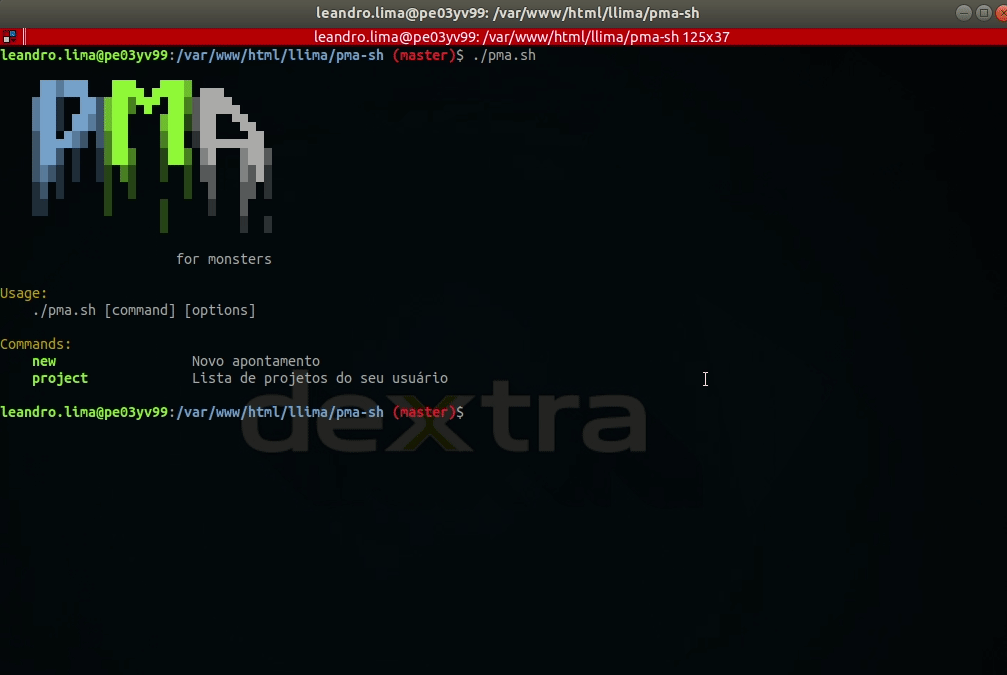 leandro.lima@pe03yv99: /var/www/html/llima/pma-sh
leandro.lima@pe03yv99: /var/www/html/llima/pma-sh 125x37
leandro.lima@pe03yv99:/var/www/html/llima/pma-sh (master)$ ./pma.sh
PMA
for monsters
Usage:
./pma.sh [command] [options]
Commands:
new Novo apontamento
project Lista de projetos do seu usuário
leandro.lima@pe03yv99:/var/www/html/llima/pma-sh (master)$
dextra